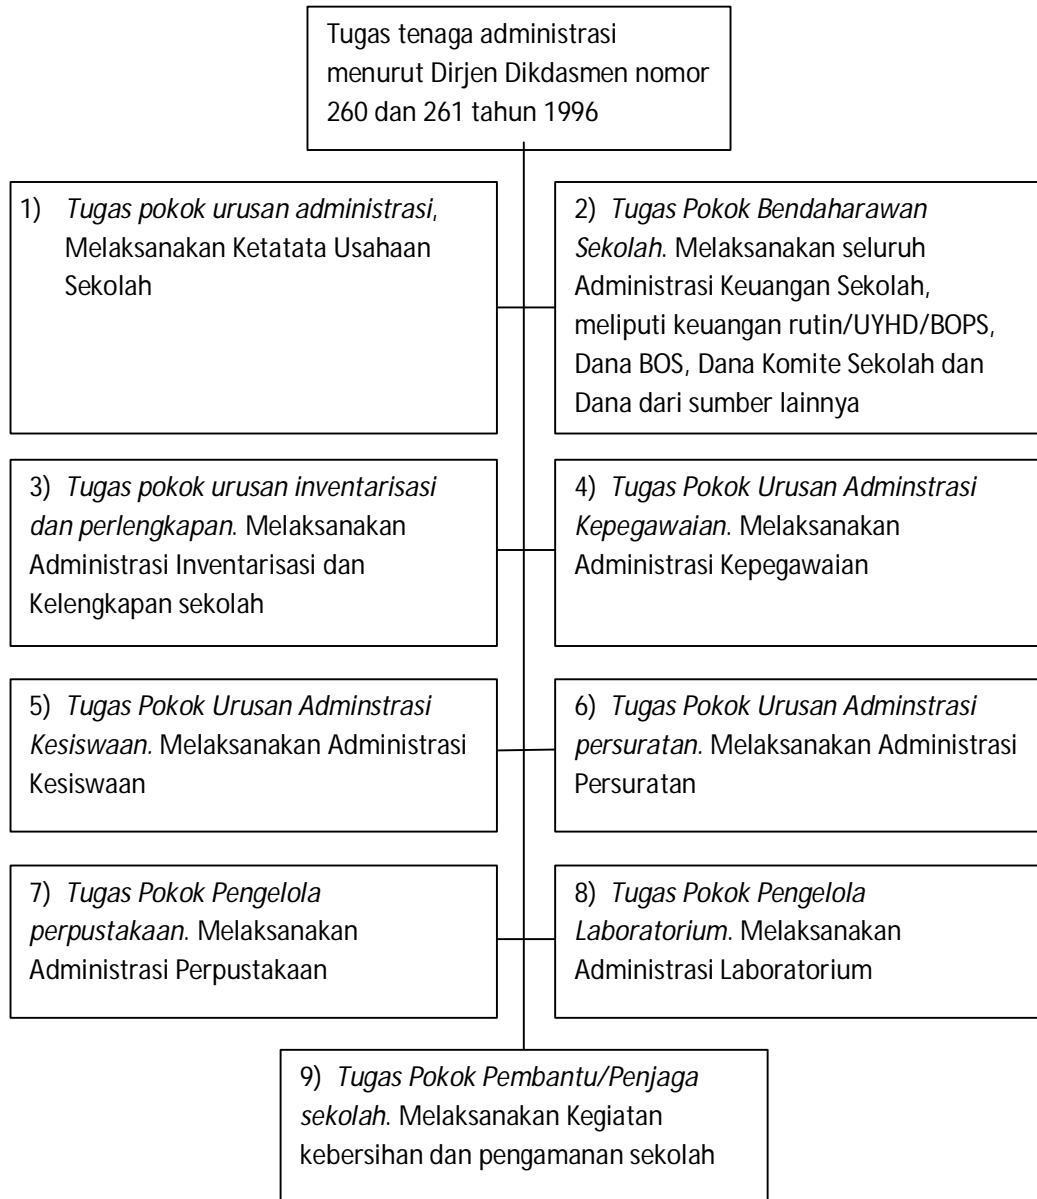 Tugas tenaga administrasi
menurut Dirjen Dikdasmen nomor
260 dan 261 tahun 1996
1) Tugas pokok urusan administrasi,
Melaksanakan Ketatata Usahaan
Sekolah
2) Tugas Pokok Bendaharawan
Sekolah. Melaksanakan seluruh
Administrasi Keuangan Sekolah,
meliputi keuangan rutin/UYHD/BOPS,
Dana BOS, Dana Komite Sekolah dan
Dana dari sumber lainnya
3) Tugas pokok urusan inventarisasi
dan perlengkapan. Melaksanakan
Administrasi Inventarisasi dan
Kelengkapan sekolah
4) Tugas Pokok Urusan Adminstrasi
Kepegawaian. Melaksanakan
Administrasi Kepegawaian
5) Tugas Pokok Urusan Adminstrasi
Kesiswaan. Melaksanakan Administrasi
Kesiswaan
6) Tugas Pokok Urusan Adminstrasi
persuratan. Melaksanakan Administrasi
Persuratan
7) Tugas Pokok Pengelola
perpustakaan. Melaksanakan
Administrasi Perpustakaan
8) Tugas Pokok Pengelola
Laboratorium. Melaksanakan
Administrasi Laboratorium
9) Tugas Pokok Pembantu/Penjaga
sekolah. Melaksanakan Kegiatan
kebersihan dan pengamanan sekolah